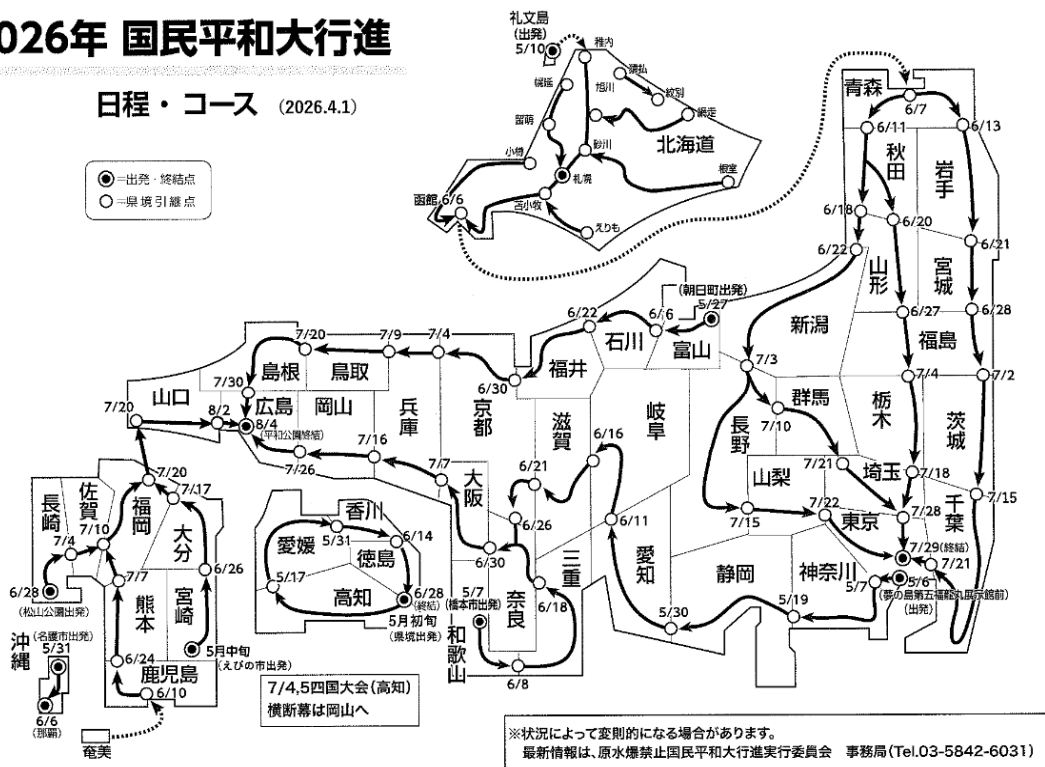 026年 国民平和大行進
日程・コース (2026.4.1)
◉=出発・終結点
○=県境引継点
礼文島
(出発)
5/10
稚内
幌延
猿払
旭川
紋別
網走
留萌
北海道
小樽
砂川
札幌
根室
函館
6/6
苫小牧
えりも
青森
6/7
6/11
6/13
秋田
岩手
6/18
6/20
6/21
6/22
山形
宮城
6/27
6/28
新潟
福島
7/3
7/4
7/2
(朝日町出発)
5/27
6/6
6/22
石川
富山
福井
6/30
群馬
栃木
茨城
7/10
長野
7/21
埼玉
7/18
山梨
7/15
7/22
東京
7/28
千葉
7/15
7/29(終結)
7/21
神奈川
5/7
5/6
(夢の島第五福龍丸展示館前)
(出発)
静岡
5/19
5/30
愛知
岐阜
6/11
6/16
滋賀
6/21
6/26
三重
6/18
奈良
6/8
5/7
(橋本市出発)
和歌山
大阪
6/30
7/7
京都
7/4
兵庫
7/9
7/16
鳥取
7/20
島根
7/30
岡山
7/26
広島
8/4
(平和公園終結)
8/2
山口
7/20
香川
5/31
愛媛
徳島
6/14
5/17
高知
6/28
(終結)
5月初旬
(県境出発)
7/4,5四国大会(高知)
横断幕は岡山へ
7/20
福岡
7/17
佐賀
長崎
7/10
7/4
大分
6/28
(松山公園出発)
7/7
6/26
熊本
宮崎
5月中旬
(えびの市出発)
6/24
鹿児島
6/10
奄美
沖縄
(名護市出発)
5/31
6/6
(那覇)
※状況によって変則的になる場合があります。
最新情報は、原水爆禁止国民平和大行進実行委員会 事務局(Tel.03-5842-6031)